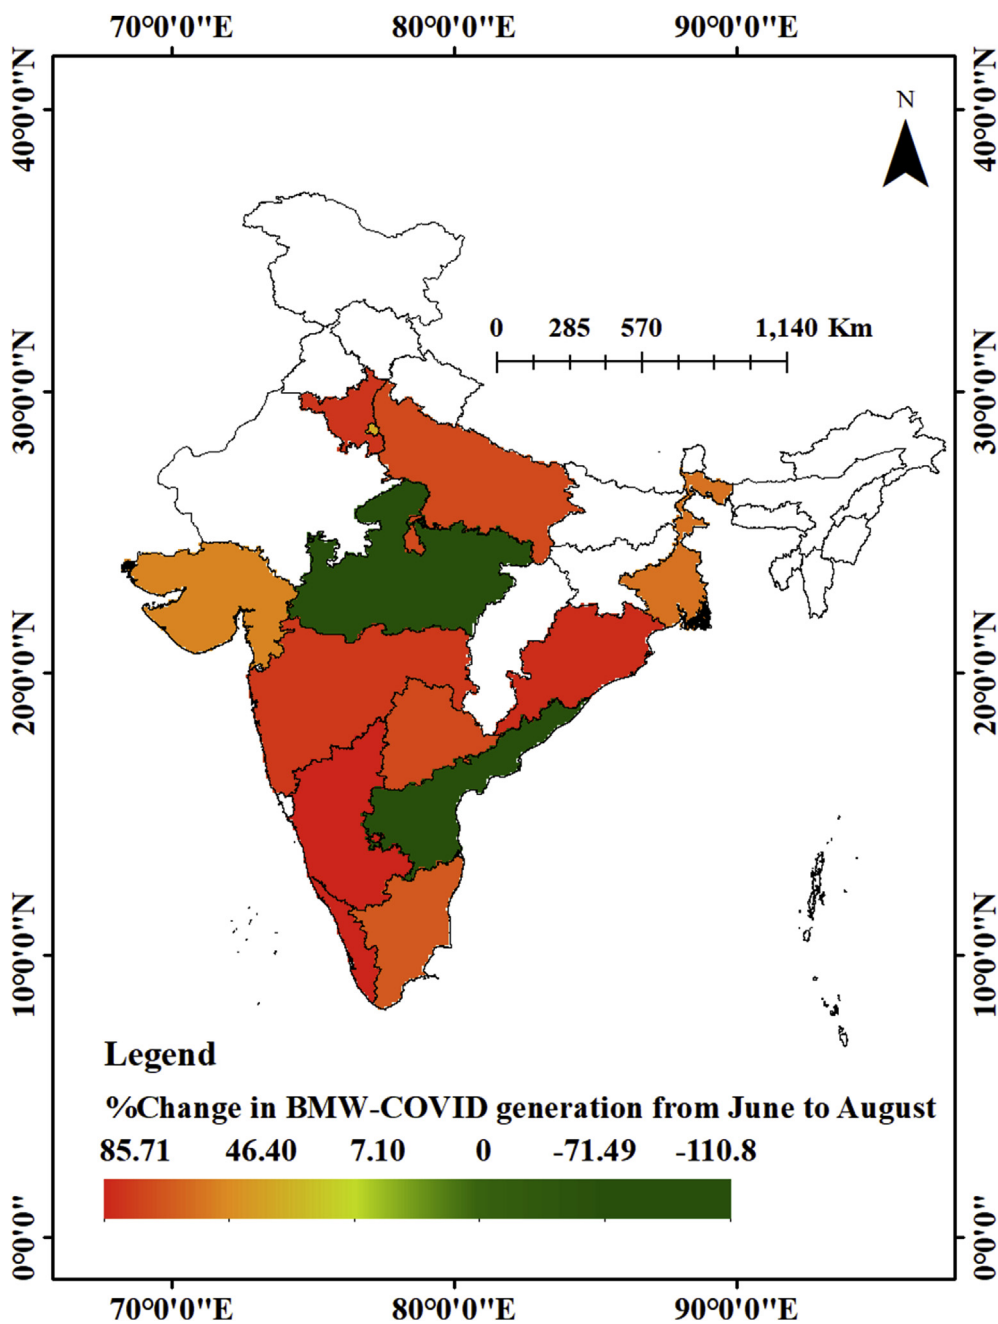 70°0'0"E 80°0'0"E 90°0'0"E
40°0'0"N 40°0'0"N
N
0 285 570 1,140 Km
30°0'0"N 30°0'0"N
20°0'0"N 20°0'0"N
10°0'0"N 10°0'0"N
Legend
%Change in BMW-COVID generation from June to August
85.71 46.40 7.10 0 -71.49 -110.8
0°0'0" 0°0'0"
70°0'0"E 80°0'0"E 90°0'0"E